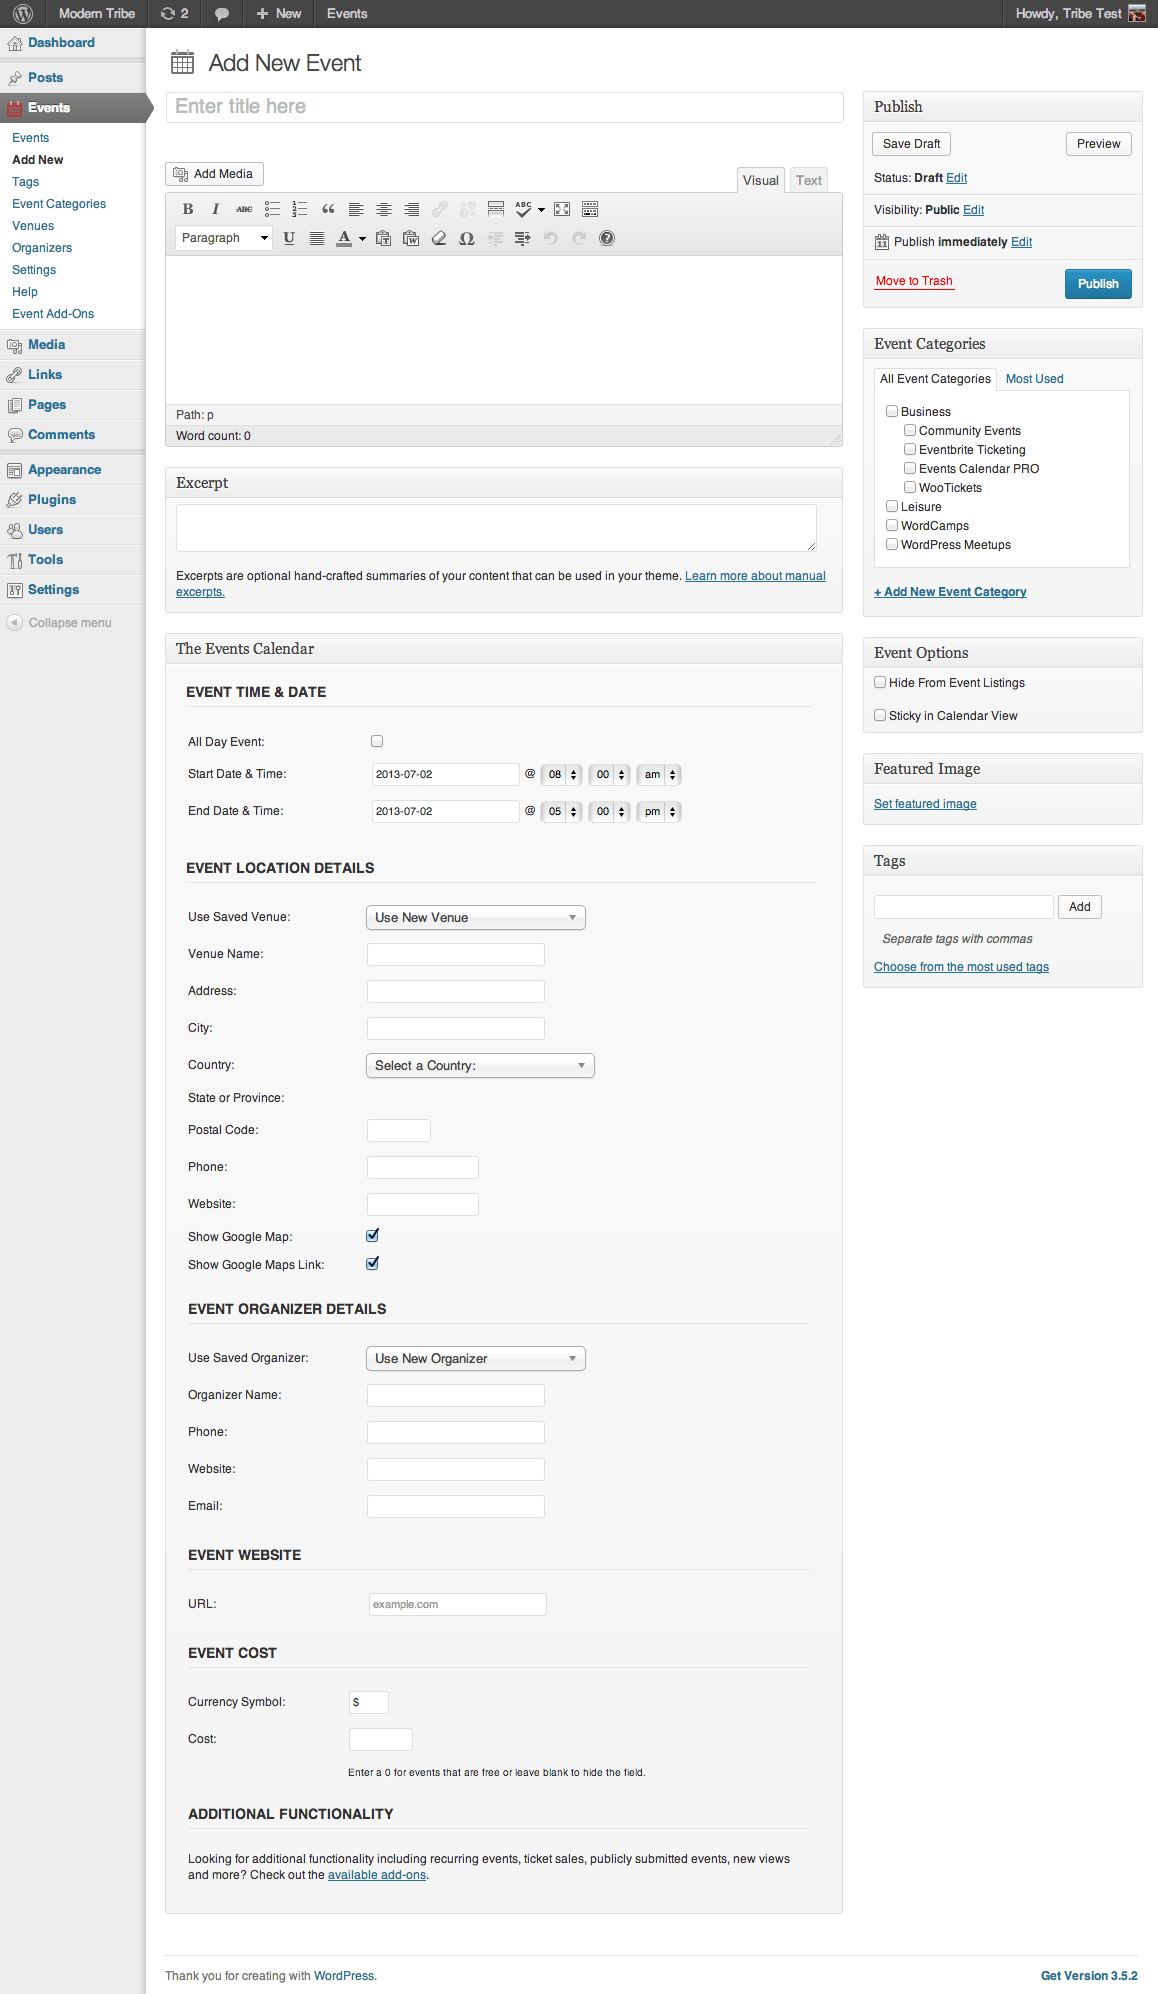 Modern Tribe
2
New
Events
Howdy, Tribe Test
Dashboard
Posts
Events
Events
Add New
Tags
Event Categories
Venues
Organizers
Settings
Help
Event Add-Ons
Media
Links
Pages
Comments
Appearance
Plugins
Users
Tools
Settings
Collapse menu
Add New Event
Enter title here
Add Media
Visual
Text
B I ABC ABC
Paragraph
U A
Path: p
Word count: 0
Excerpt
Excerpts are optional hand-crafted summaries of your content that can be used in your theme. Learn more about manual
excerpts.
The Events Calendar
EVENT TIME & DATE
All Day Event:
Start Date & Time: 2013-07-02 @ 08 00 am
End Date & Time: 2013-07-02 @ 05 00 pm
EVENT LOCATION DETAILS
Use Saved Venue: Use New Venue
Venue Name:
Address:
City:
Country: Select a Country:
State or Province:
Postal Code:
Phone:
Website:
Show Google Map:
Show Google Maps Link:
EVENT ORGANIZER DETAILS
Use Saved Organizer: Use New Organizer
Organizer Name:
Phone:
Website:
Email:
EVENT WEBSITE
URL: example.com
EVENT COST
Currency Symbol: $
Cost:
Enter a 0 for events that are free or leave blank to hide the field.
ADDITIONAL FUNCTIONALITY
Looking for additional functionality including recurring events, ticket sales, publicly submitted events, new views
and more? Check out the available add-ons.
Publish
Save Draft
Preview
Status: Draft Edit
Visibility: Public Edit
11 Publish immediately Edit
Move to Trash
Publish
Event Categories
All Event Categories
Most Used
Business
Community Events
Eventbrite Ticketing
Events Calendar PRO
WooTickets
Leisure
WordCamps
WordPress Meetups
+ Add New Event Category
Event Options
Hide From Event Listings
Sticky in Calendar View
Featured Image
Set featured image
Tags
Add
Separate tags with commas
Choose from the most used tags
Thank you for creating with WordPress.
Get Version 3.5.2